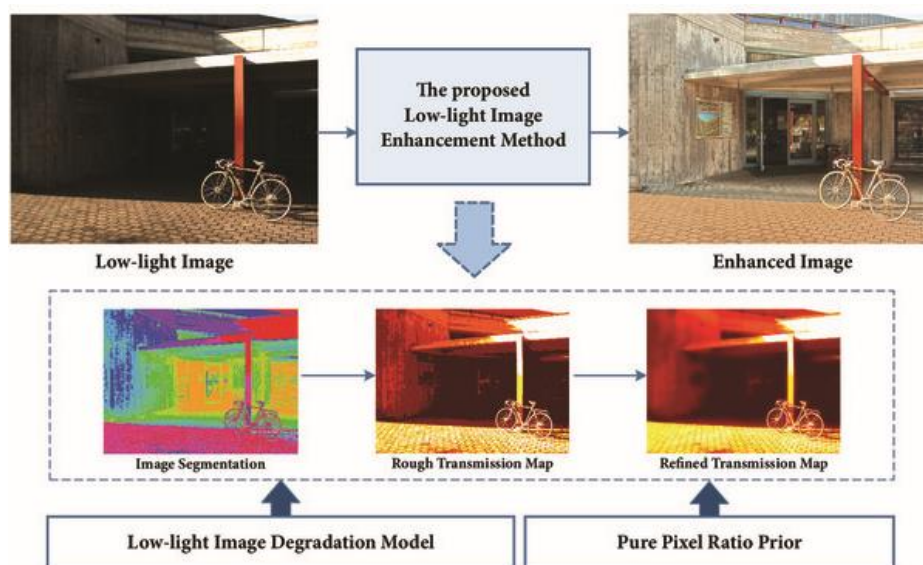 The proposed
Low-light Image
Enhancement Method
Low-light Image
Enhanced Image
Image Segmentation
Rough Transmission Map
Refined Transmission Map
Low-light Image Degradation Model
Pure Pixel Ratio Prior